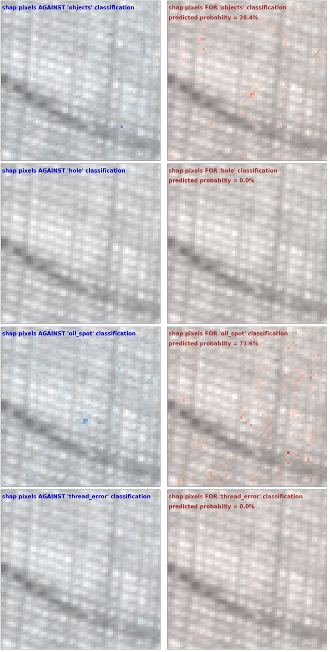 shap pixels AGAINST 'objects' classification
shap pixels FOR 'objects' classification
predicted probability = 28.4%
shap pixels AGAINST 'hole' classification
shap pixels FOR 'hole' classification
predicted probability = 0.0%
shap pixels AGAINST 'oil_spot' classification
shap pixels FOR 'oil_spot' classification
predicted probability = 71.6%
shap pixels AGAINST 'thread_error' classification
shap pixels FOR 'thread_error' classification
predicted probability = 0.0%